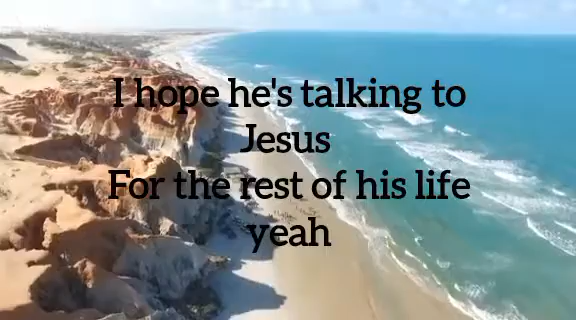 I hope he's talking to
Jesus
For the rest of his life
yeah